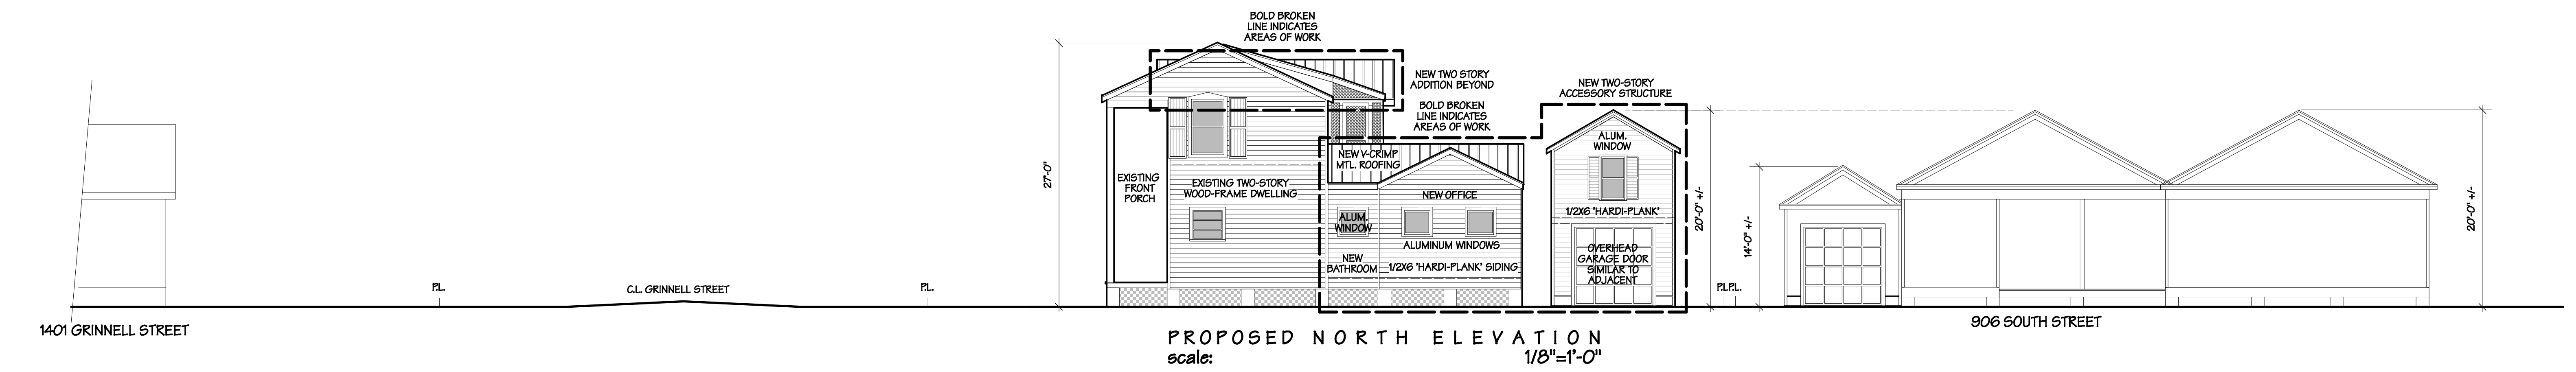 BOLD BROKEN
LINE INDICATES
AREAS OF WORK
NEW TWO STORY
ADDITION BEYOND
BOLD BROKEN
LINE INDICATES
AREAS OF WORK
NEW TWO-STORY
ACCESSORY STRUCTURE
27'-0"
EXISTING
FRONT
PORCH
EXISTING TWO-STORY
WOOD-FRAME DWELLING
NEW V-CRIMP
MTL. ROOFING
NEW OFFICE
ALUM.
WINDOW
ALUMINUM WINDOWS
NEW
BATHROOM
1/2X6 "HARDI-PLANK" SIDING
ALUM.
WINDOW
1/2X6 "HARDI-PLANK"
OVERHEAD
GARAGE DOOR
SIMILAR TO
ADJACENT
20'-0" +/-
14'-0" +/-
20'-0" +/-
P.L.
C.L. GRINNELL STREET
P.L.
P.L.
P.L.
1401 GRINNELL STREET
906 SOUTH STREET
PROPOSED NORTH ELEVATION
scale: 1/8"=1'-0"